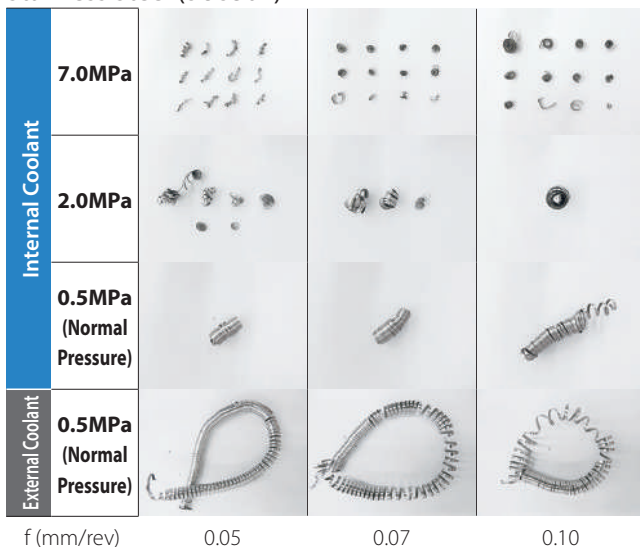 Internal Coolant
7.0MPa
2.0MPa
0.5MPa
(Normal
Pressure)
External Coolant
0.5MPa
(Normal
Pressure)
f (mm/rev) 0.05 0.07 0.10